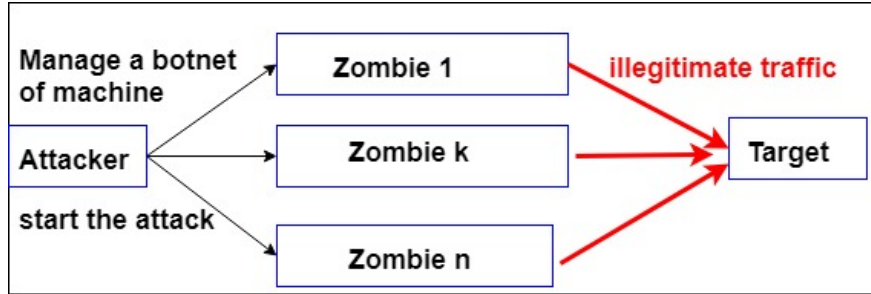 Manage a botnet
of machine
Zombie 1
illegitimate traffic
Attacker
Zombie k
Target
start the attack
Zombie n